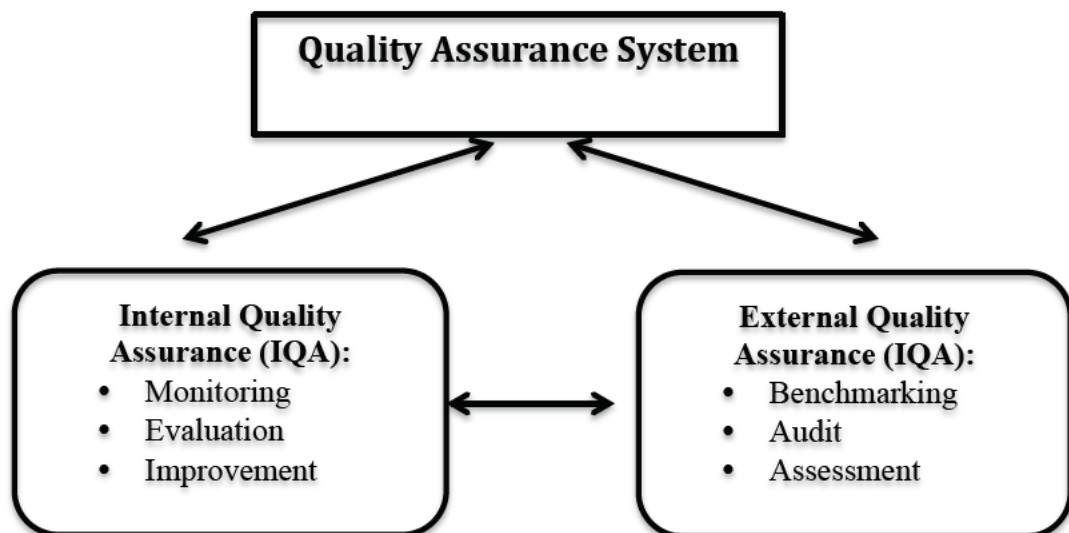 Quality Assurance System
Internal Quality
Assurance (IQA):
• Monitoring
• Evaluation
• Improvement
External Quality
Assurance (IQA):
• Benchmarking
• Audit
• Assessment